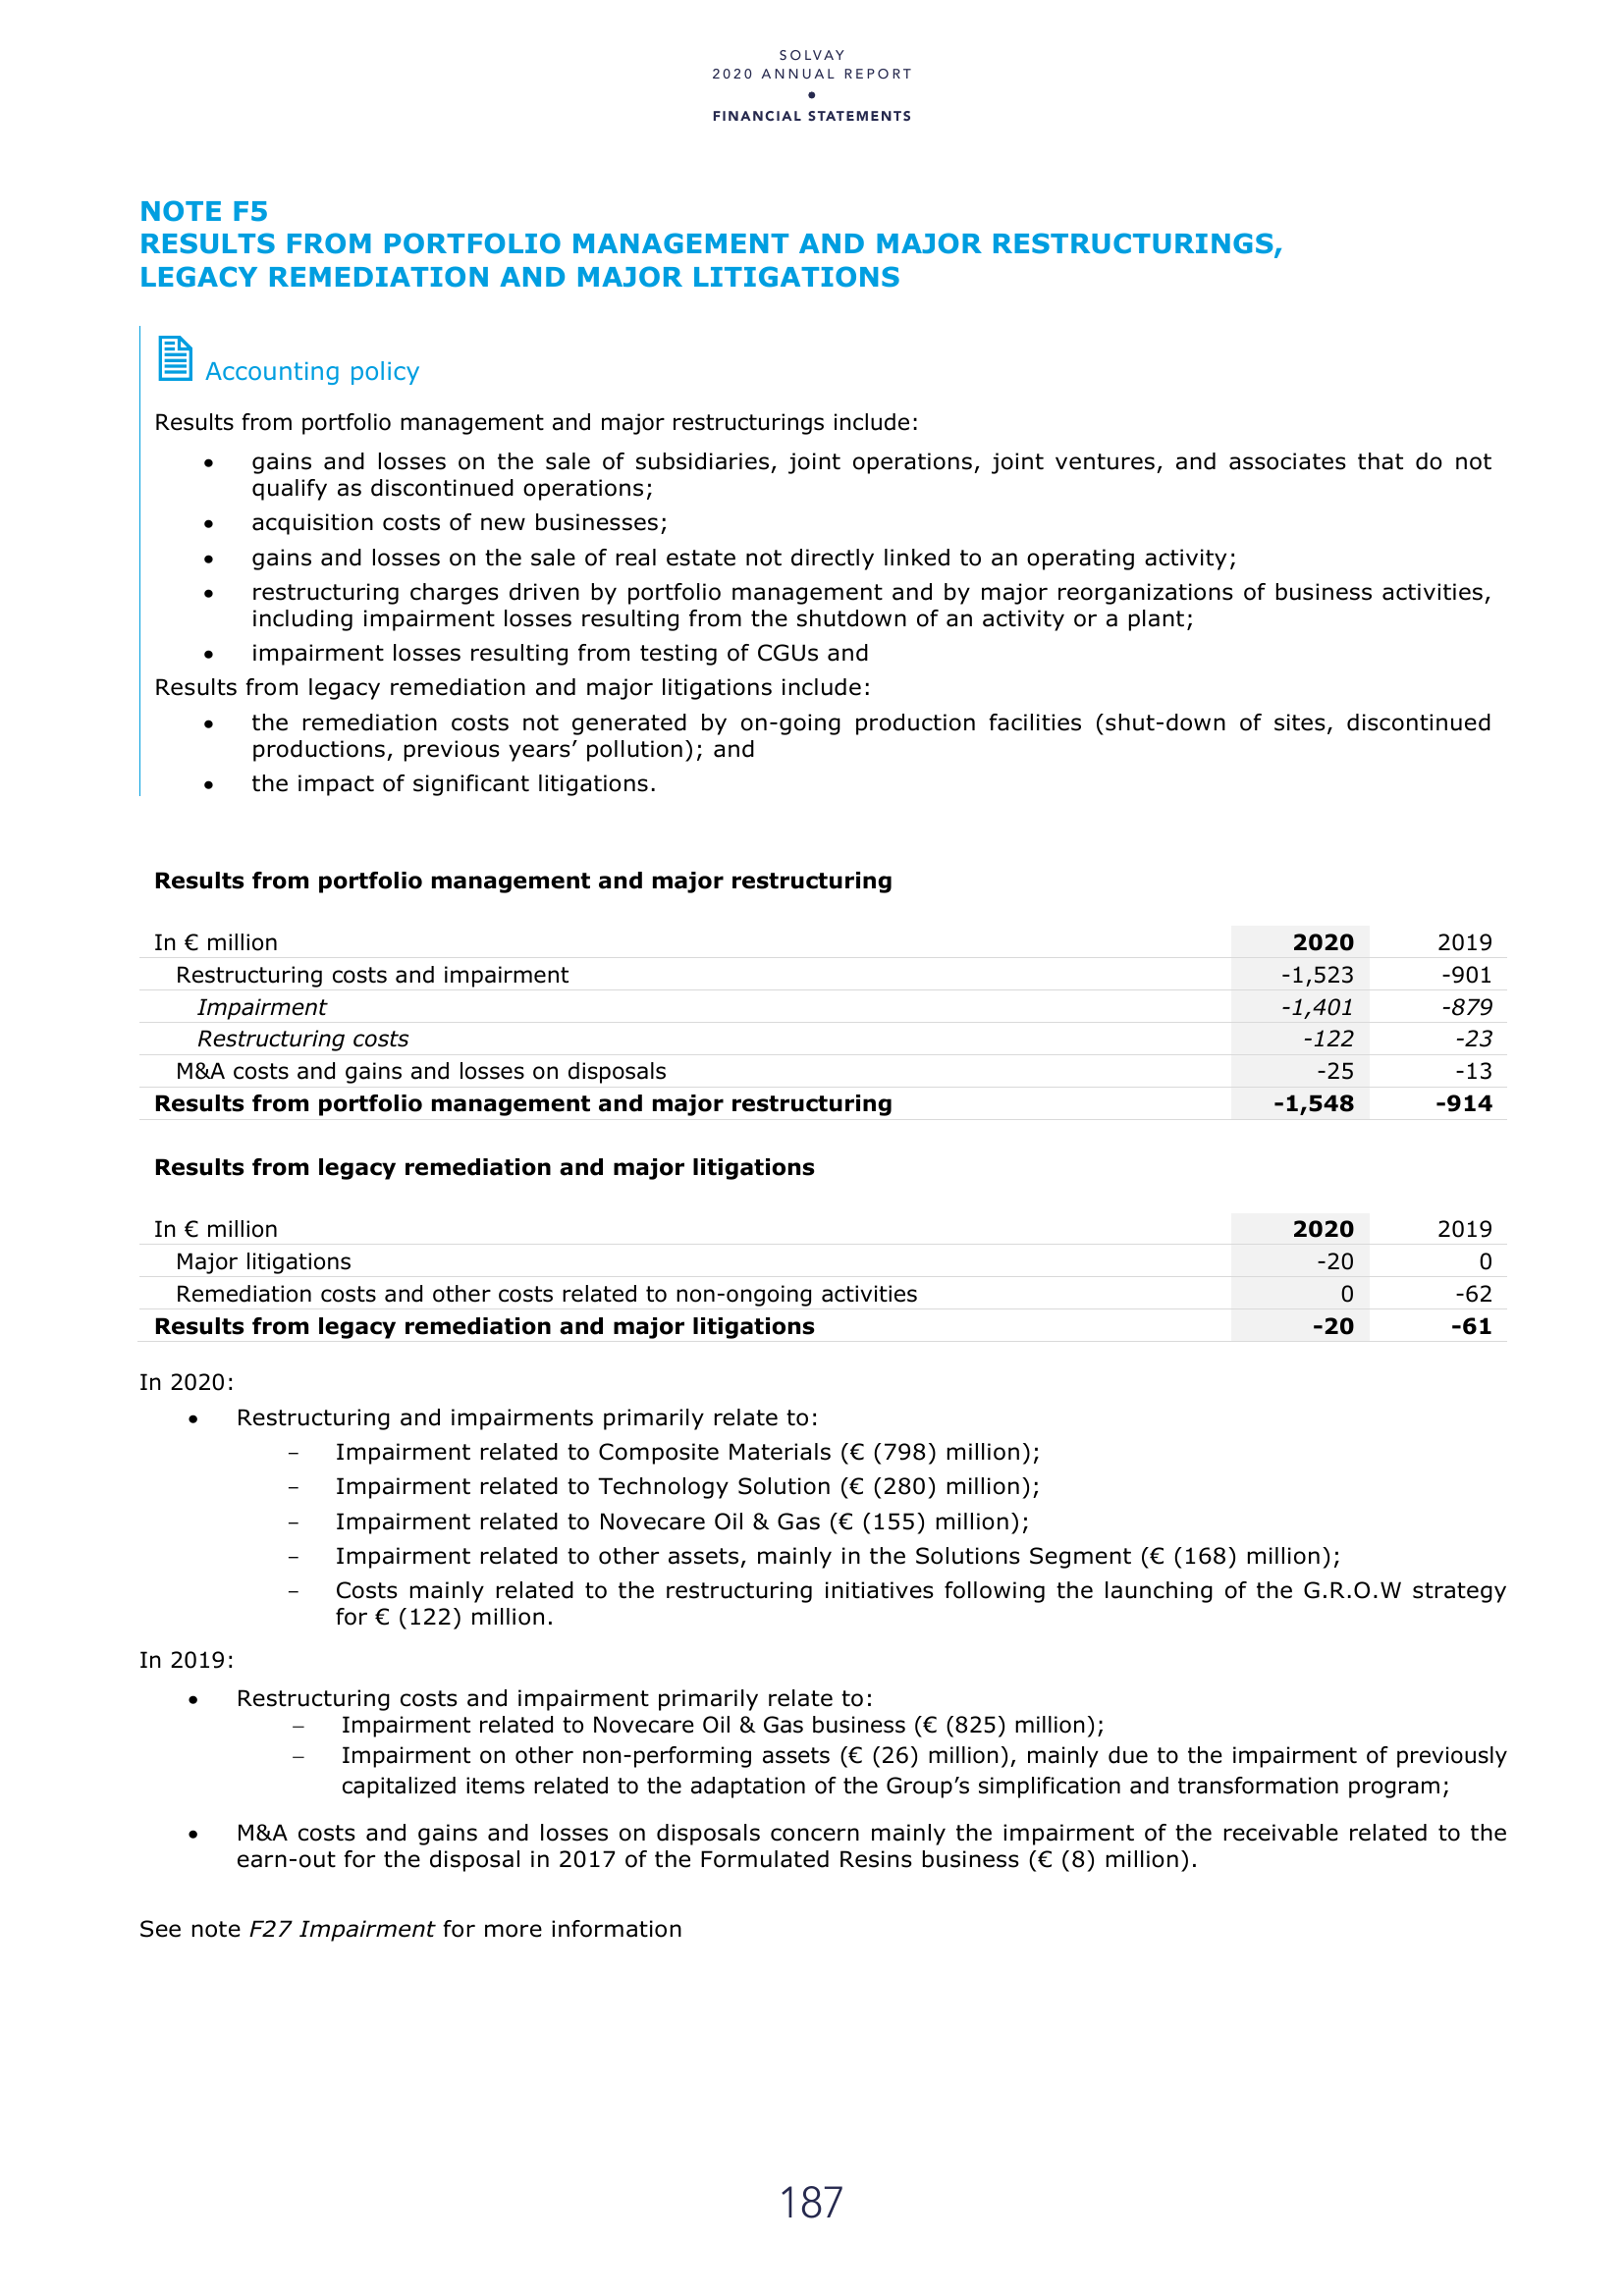 SOLVAY
2020 ANNUAL REPORT
•
FINANCIAL STATEMENTS
NOTE F5
RESULTS FROM PORTFOLIO MANAGEMENT AND MAJOR RESTRUCTURINGS,
LEGACY REMEDIATION AND MAJOR LITIGATIONS
Accounting policy
Results from portfolio management and major restructurings include:
• gains and losses on the sale of subsidiaries, joint operations, joint ventures, and associates that do not
qualify as discontinued operations;
• acquisition costs of new businesses;
• gains and losses on the sale of real estate not directly linked to an operating activity;
• restructuring charges driven by portfolio management and by major reorganizations of business activities,
including impairment losses resulting from the shutdown of an activity or a plant;
• impairment losses resulting from testing of CGUs and
Results from legacy remediation and major litigations include:
• the remediation costs not generated by on-going production facilities (shut-down of sites, discontinued
productions, previous years’ pollution); and
• the impact of significant litigations.
Results from portfolio management and major restructuring
In € million 2020 2019
Restructuring costs and impairment -1,523 -901
Impairment -1,401 -879
Restructuring costs -122 -23
M&A costs and gains and losses on disposals -25 -13
Results from portfolio management and major restructuring -1,548 -914
Results from legacy remediation and major litigations
In € million 2020 2019
Major litigations -20 0
Remediation costs and other costs related to non-ongoing activities 0 -62
Results from legacy remediation and major litigations -20 -61
In 2020:
• Restructuring and impairments primarily relate to:
– Impairment related to Composite Materials (€ (798) million);
– Impairment related to Technology Solution (€ (280) million);
– Impairment related to Novecare Oil & Gas (€ (155) million);
– Impairment related to other assets, mainly in the Solutions Segment (€ (168) million);
– Costs mainly related to the restructuring initiatives following the launching of the G.R.O.W strategy
for € (122) million.
In 2019:
• Restructuring costs and impairment primarily relate to:
– Impairment related to Novecare Oil & Gas business (€ (825) million);
– Impairment on other non-performing assets (€ (26) million), mainly due to the impairment of previously
capitalized items related to the adaptation of the Group’s simplification and transformation program;
• M&A costs and gains and losses on disposals concern mainly the impairment of the receivable related to the
earn-out for the disposal in 2017 of the Formulated Resins business (€ (8) million).
See note F27 Impairment for more information
187